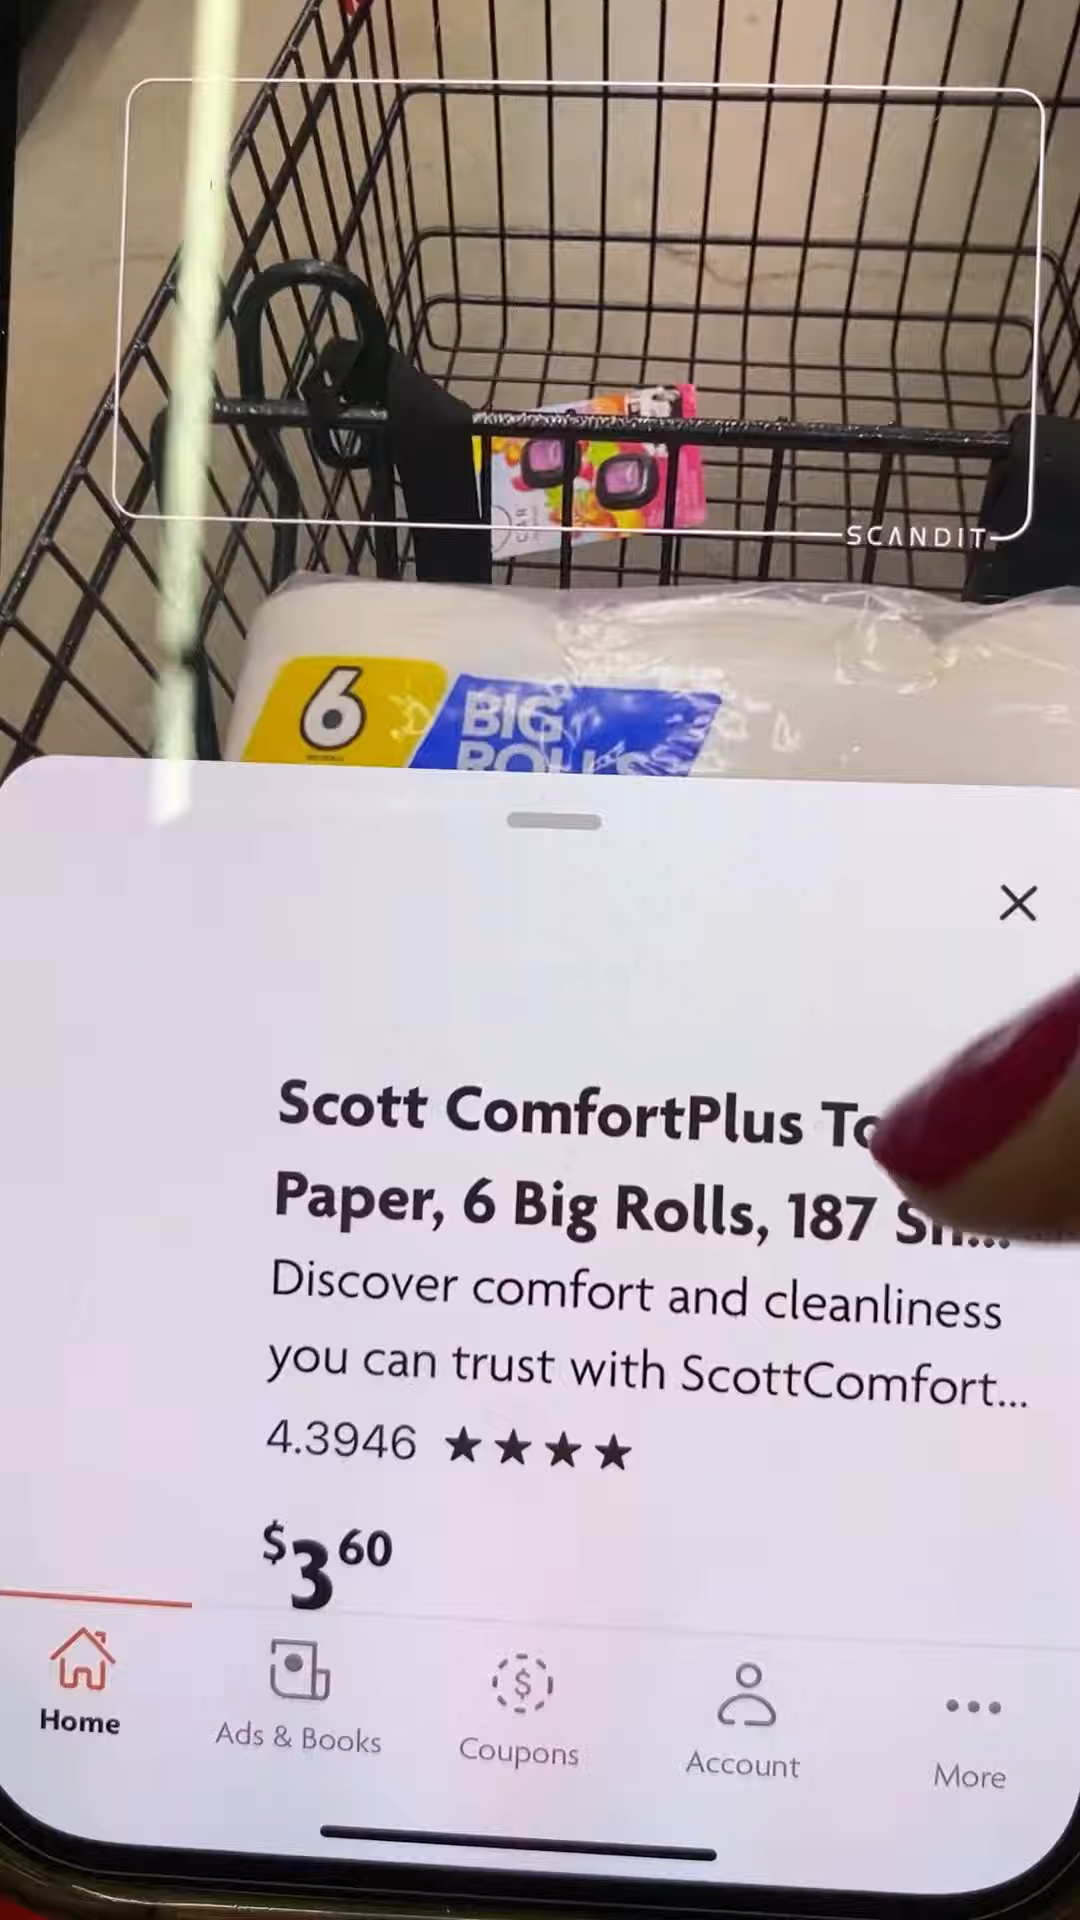 SCANDIT
6
BIG
ROLLS
Scott ComfortPlus
Paper, 6 Big Rolls, 187
Discover comfort and cleanliness
you can trust with ScottComfort...
4.3946 ★★★★
$3 60
Home
Ads & Books
Coupons
Account
More